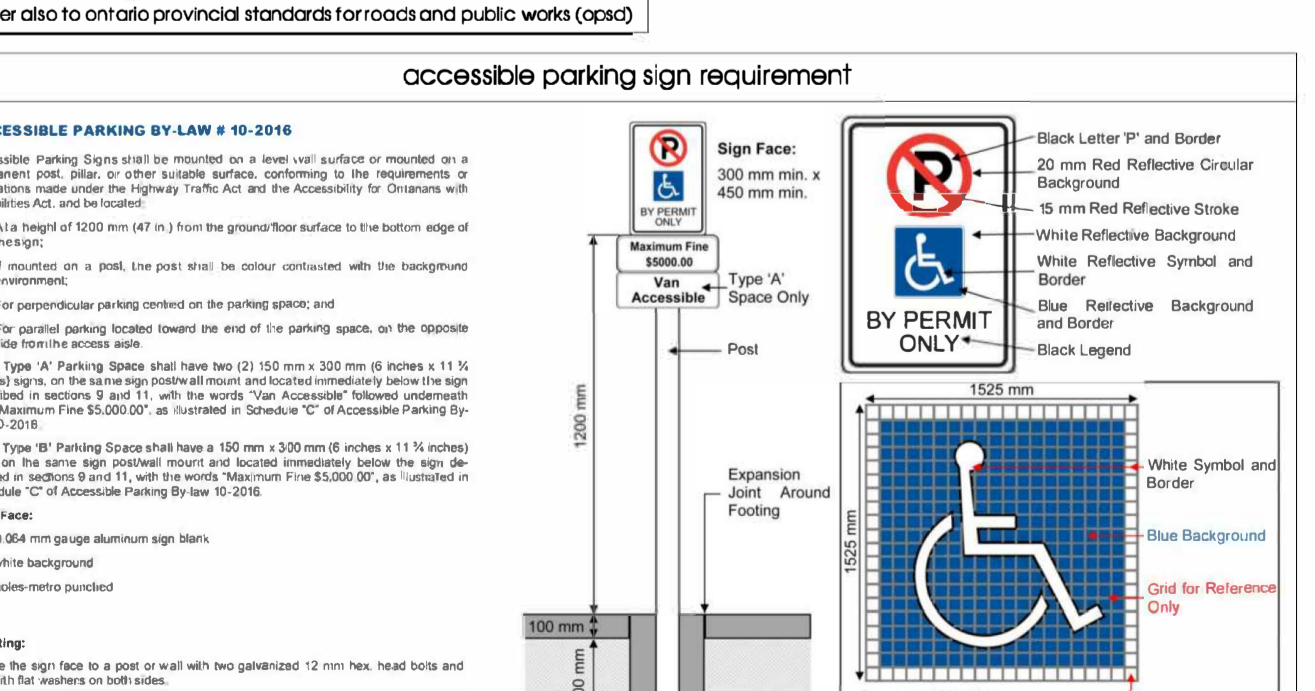 er also to ontario provincial standards for roads and public works (opsd)
accessible parking sign requirement
CESSIBLE PARKING BY-LAW # 10-2016
ssible Parking Signs shall be mounted on a level wall surface or mounted on a
anent post, pillar, or other suitable surface, conforming to the requirements or
ations made under the Highway Traffic Act and the Accessibility for Ontarians with
bilities Act, and be located:
At a height of 1200 mm (47 in.) from the ground/floor surface to the bottom edge of
he sign;
f mounted on a post, the post shall be colour contrasted with the background
nvironment;
For perpendicular parking centred on the parking space; and
For parallel parking located toward the end of the parking space, on the opposite
ide from the access aisle.
Type 'A' Parking Space shall have two (2) 150 mm x 300 mm (6 inches x 11 ¾
s) signs, on the same sign post/wall mount and located immediately below the sign
ibed in sections 9 and 11, with the words "Van Accessible" followed underneath
"Maximum Fine $5,000.00", as illustrated in Schedule "C" of Accessible Parking By-
0-2016.
Type 'B' Parking Space shall have a 150 mm x 300 mm (6 inches x 11 ¾ inches)
on the same sign post/wall mount and located immediately below the sign de-
ed in sections 9 and 11, with the words "Maximum Fine $5,000.00", as illustrated in
dule "C" of Accessible Parking By-law 10-2016.
Face:
0.064 mm gauge aluminum sign blank
white background
oles-metro punched
ting:
e the sign face to a post or wall with two galvanized 12 mm hex. head bolts and
ith flat washers on both sides.
P
BY PERMIT
ONLY
Maximum Fine
$5000.00
Van
Accessible
Sign Face:
300 mm min. x
450 mm min.
Type 'A'
Space Only
Post
1200 mm
Expansion
Joint Around
Footing
100 mm
00 mm
P
BY PERMIT
ONLY
Black Letter 'P' and Border
20 mm Red Reflective Circular
Background
15 mm Red Reflective Stroke
White Reflective Background
White Reflective Symbol and
Border
Blue Reflective Background
and Border
Black Legend
1525 mm
1525 mm
White Symbol and
Border
Blue Background
Grid for Reference
Only